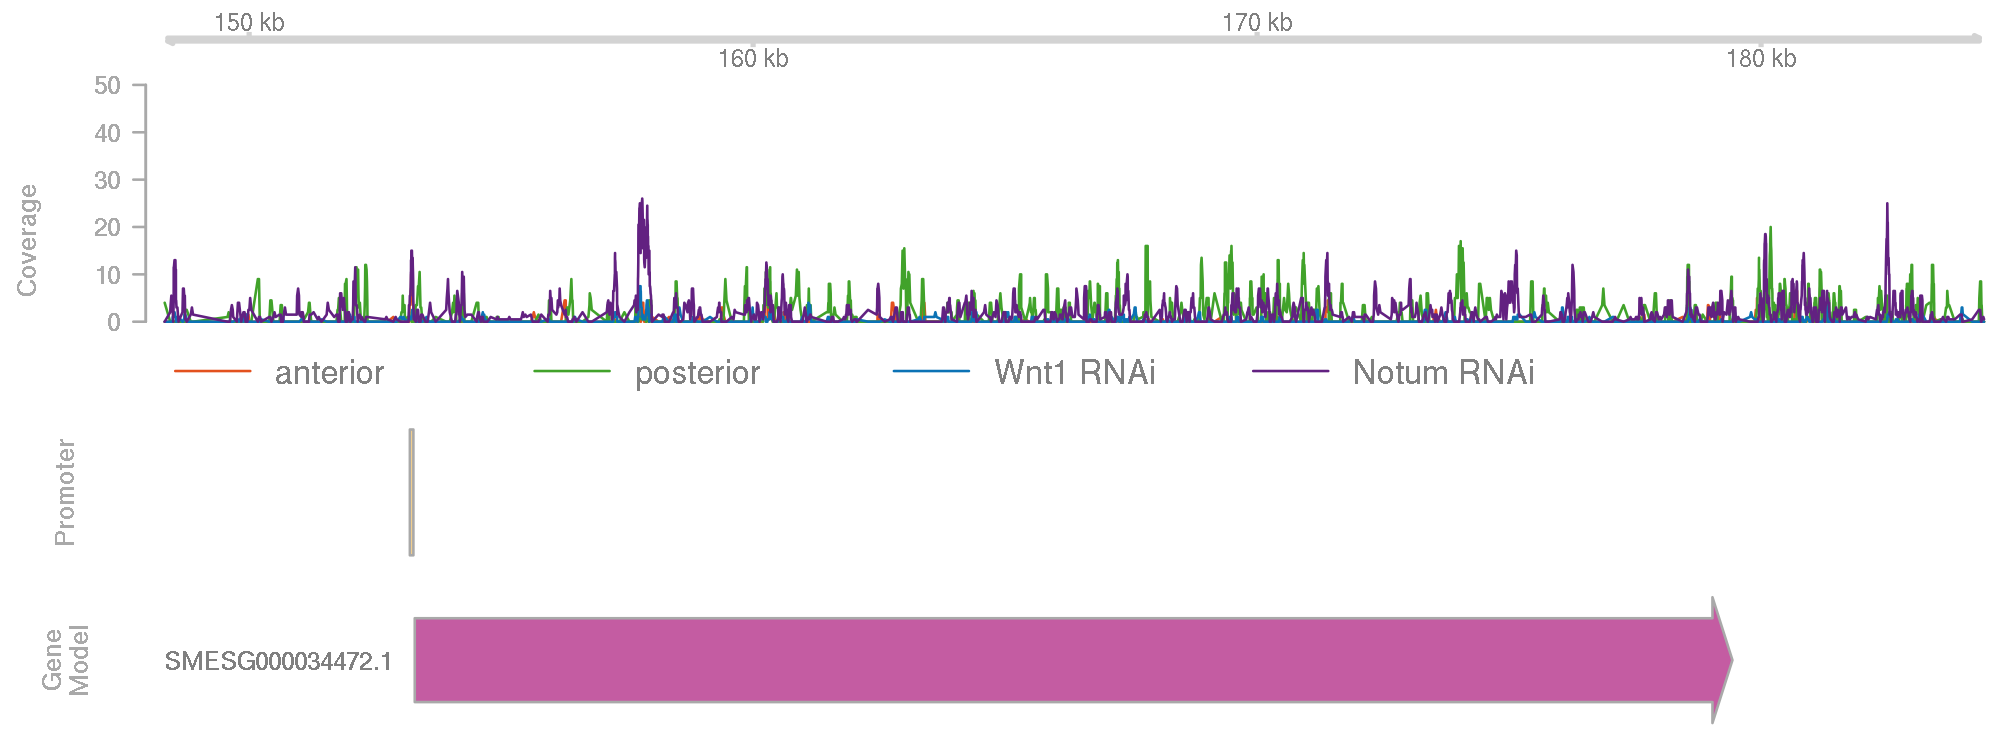 150 kb
170 kb
160 kb
180 kb
Coverage
50
40
30
20
10
0
anterior
posterior
Wnt1 RNAi
Notum RNAi
Promoter
Gene
Model
SMESG000034472.1